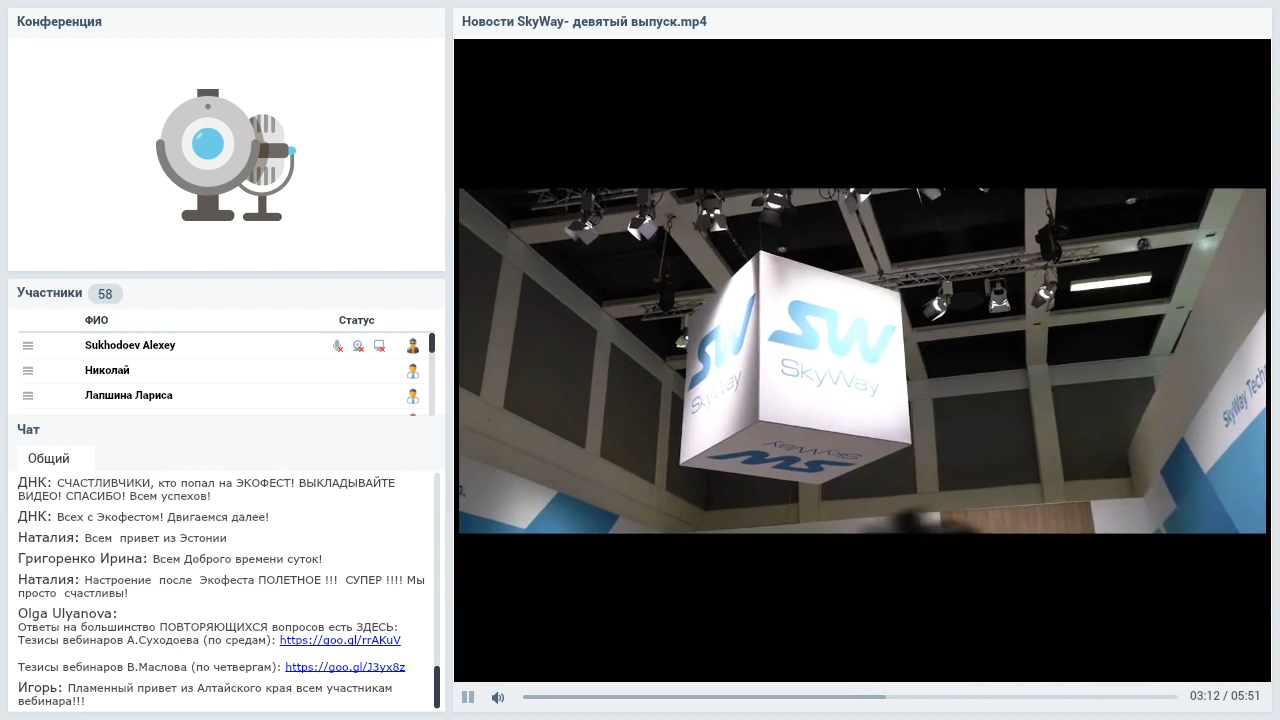 Конференция
Новости SkyWay- девятый выпуск.mp4
Участники 58
ФИО Статус
Sukhodoev Alexey
Николай
Лапшина Лариса
Чат
Общий
ДНК: СЧАСТЛИВЧИКИ, кто попал на ЭКОФЕСТ! ВЫКЛАДЫВАЙТЕ
ВИДЕО! СПАСИБО! Всем успехов!
ДНК: Всех с Экофестом! Двигаемся далее!
Наталия: Всем  привет из Эстонии
Григоренко Ирина: Всем Доброго времени суток!
Наталия: Настроение  после  Экофеста ПОЛЕТНОЕ !!!  СУПЕР !!!! Мы
просто  счастливы!
Olga Ulyanova:
Ответы на большинство ПОВТОРЯЮЩИХСЯ вопросов есть ЗДЕСЬ:
Тезисы вебинаров А.Суходоева (по средам): https://goo.gl/rrAKuV
Тезисы вебинаров В.Маслова (по четвергам): https://goo.gl/J3yx8z
Игорь: Пламенный привет из Алтайского края всем участникам
вебинара!!!
SW
SkyWay
SW
SkyWay
SW
SkyWay
SkyWay
03:12 / 05:51